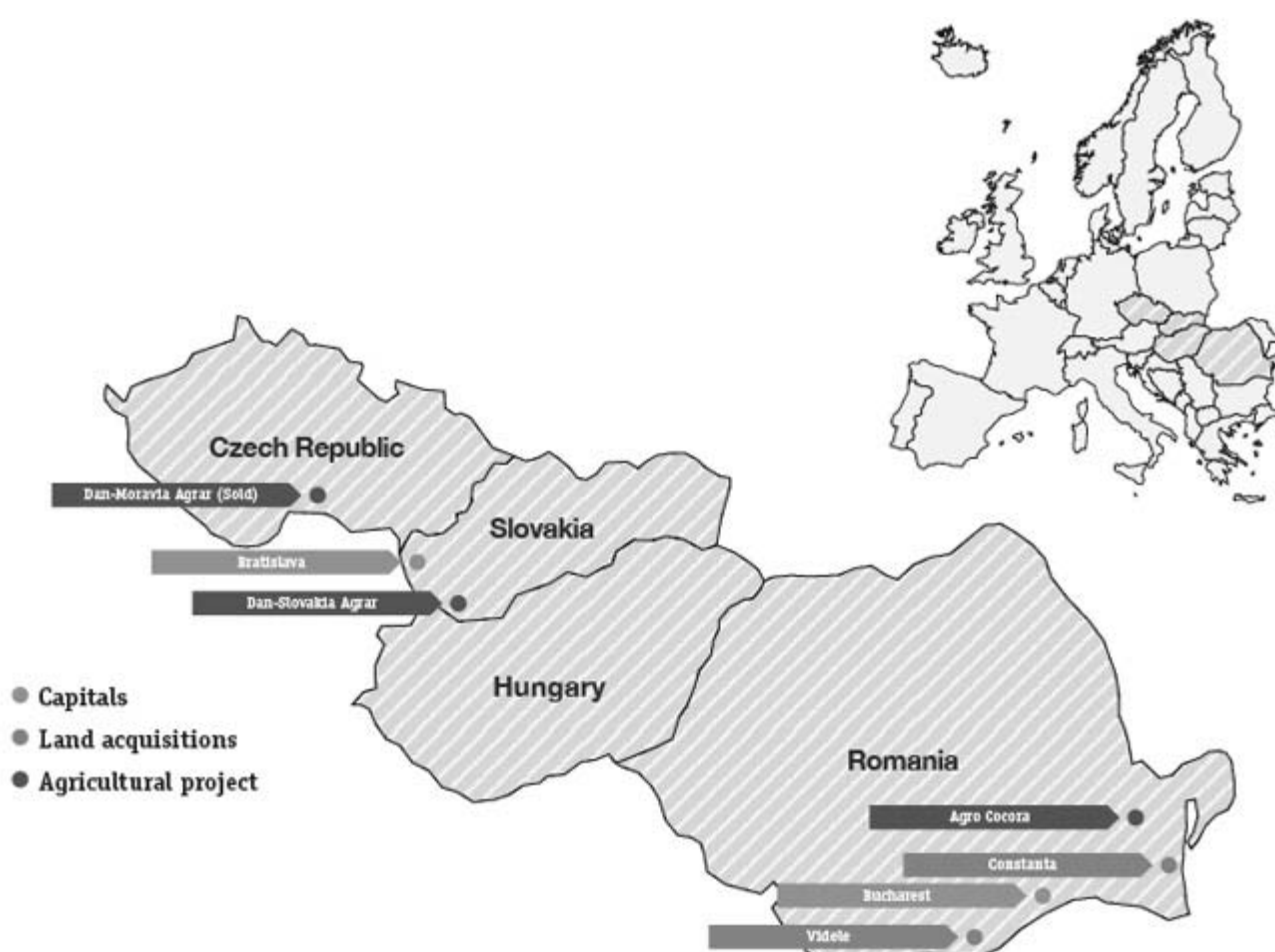 Czech Republic
Dan-Moravia Agrar (Sold)
Slovakia
Bratislava
Dan-Slovakia Agrar
Hungary
Capitals
Land acquisitions
Agricultural project
Romania
Agro Cocora
Constanta
Bucharest
Videle